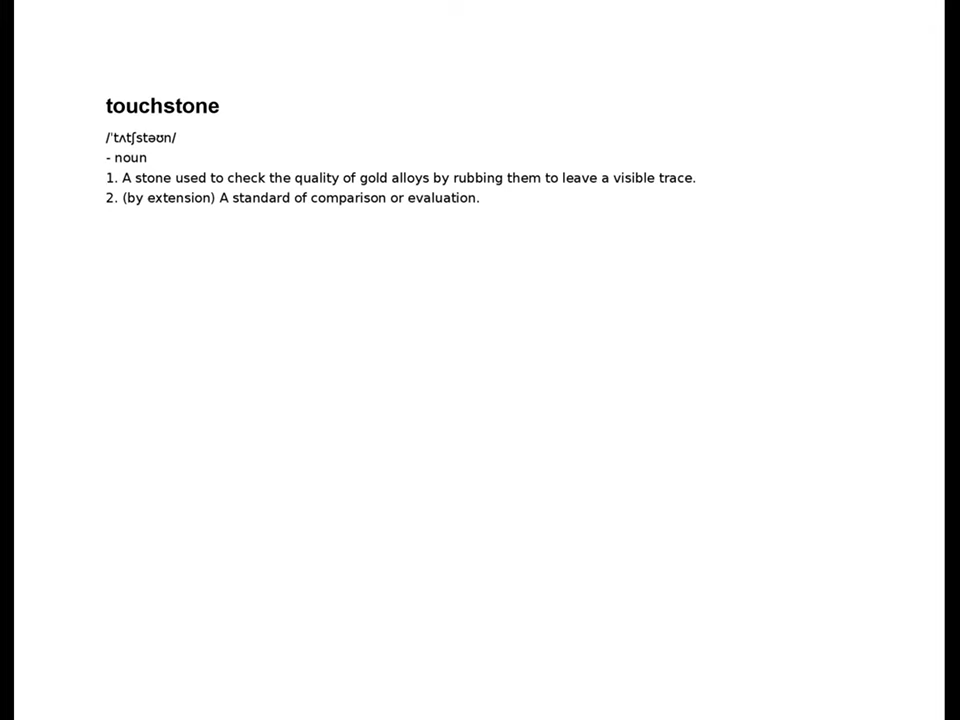 touchstone
/ˈtʌtʃstəʊn/
- noun
1. A stone used to check the quality of gold alloys by rubbing them to leave a visible trace.
2. (by extension) A standard of comparison or evaluation.